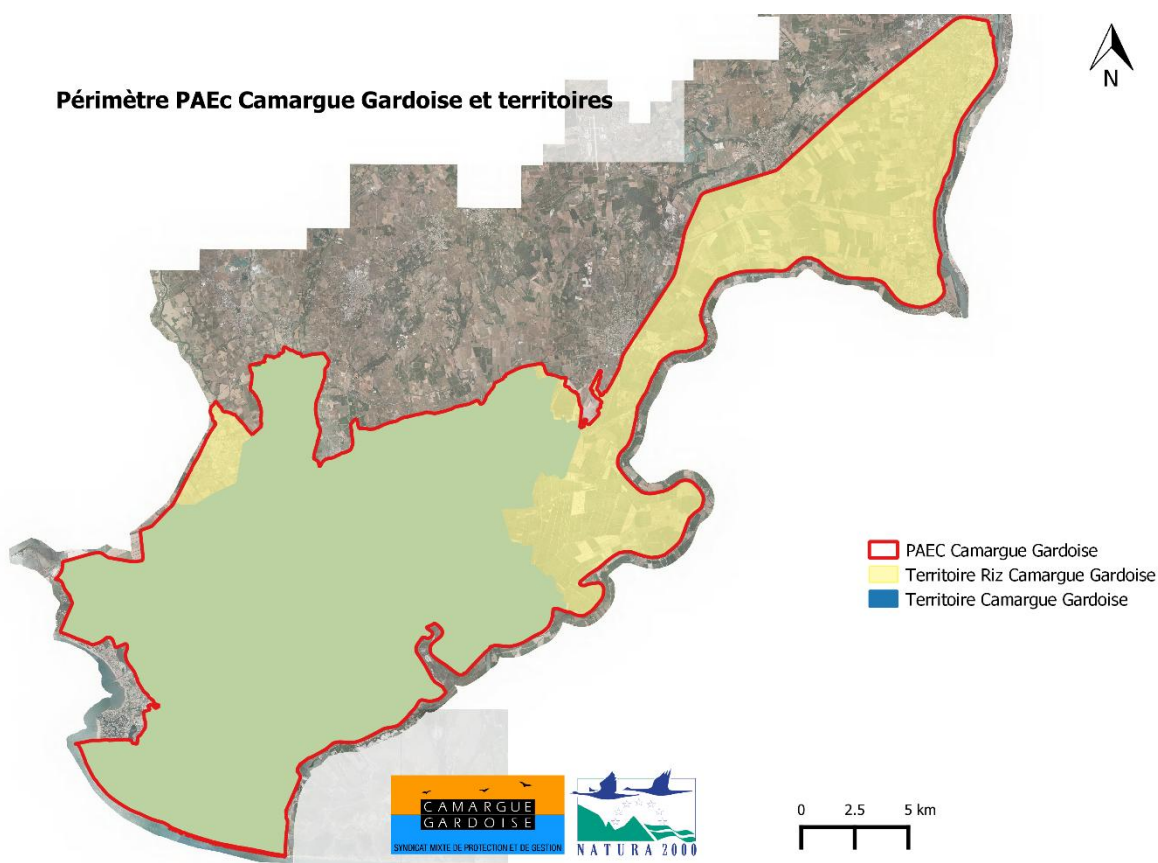 Périmètre PAEc Camargue Gardoise et territoires
N
PAEC Camargue Gardoise
Territoire Riz Camargue Gardoise
Territoire Camargue Gardoise
CAMARGUE
GARDOISE
SYNDICAT MIXTE DE PROTECTION ET DE GESTION
NATURA 2000
0 2.5 5 km